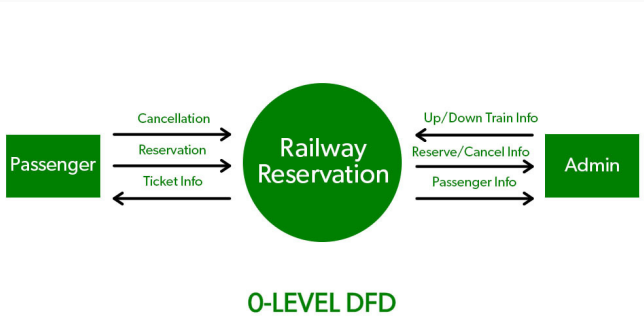 Passenger
Cancellation
Reservation
Ticket Info
Railway
Reservation
Up/Down Train Info
Reserve/Cancel Info
Passenger Info
Admin
0-LEVEL DFD